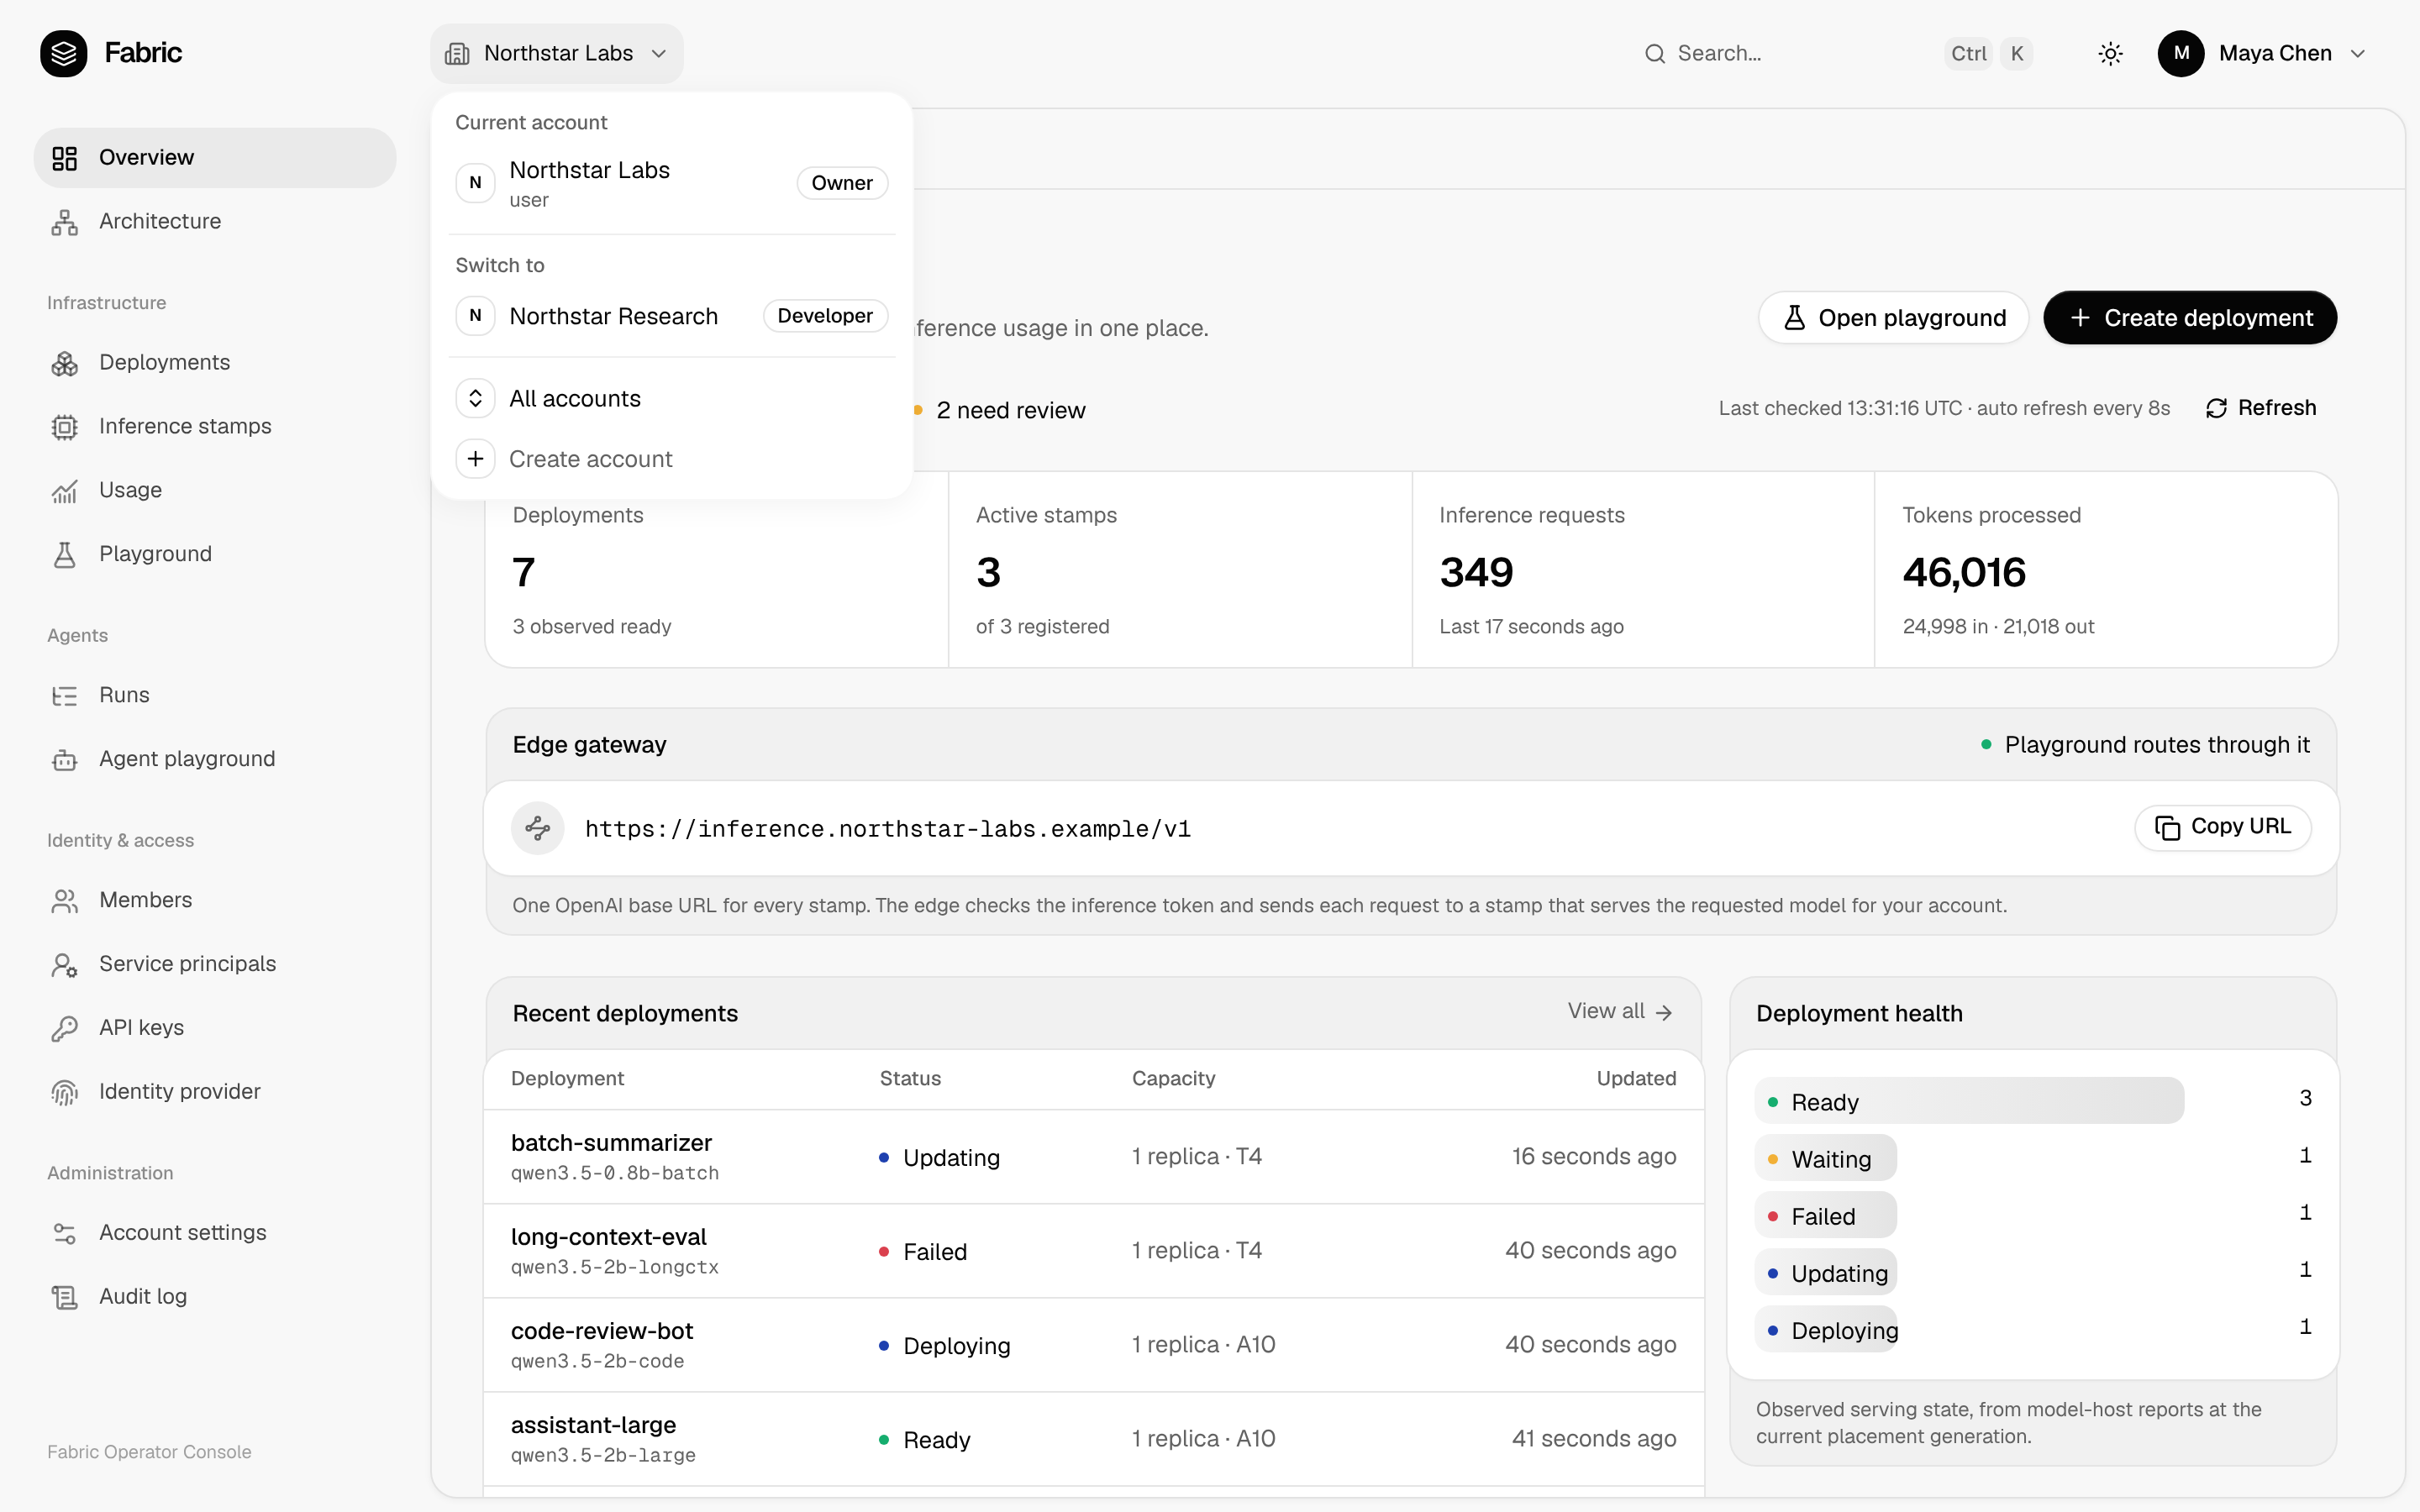 Fabric
Northstar Labs
Search...
Ctrl K
M
Maya Chen
Overview
Architecture
Infrastructure
Deployments
Inference stamps
Usage
Playground
Agents
Runs
Agent playground
Identity & access
Members
Service principals
API keys
Identity provider
Administration
Account settings
Audit log
Fabric Operator Console
Current account
N
Northstar Labs
user
Owner
Switch to
N
Northstar Research
Developer
All accounts
Create account
inference usage in one place.
Open playground
Create deployment
2 need review
Last checked 13:31:16 UTC · auto refresh every 8s
Refresh
Deployments
7
3 observed ready
Active stamps
3
of 3 registered
Inference requests
349
Last 17 seconds ago
Tokens processed
46,016
24,998 in · 21,018 out
Edge gateway
Playground routes through it
https://inference.northstar-labs.example/v1
Copy URL
One OpenAI base URL for every stamp. The edge checks the inference token and sends each request to a stamp that serves the requested model for your account.
Recent deployments
View all
Deployment Status Capacity Updated
batch-summarizer
qwen3.5-0.8b-batch
Updating
1 replica · T4
16 seconds ago
long-context-eval
qwen3.5-2b-longctx
Failed
1 replica · T4
40 seconds ago
code-review-bot
qwen3.5-2b-code
Deploying
1 replica · A10
40 seconds ago
assistant-large
qwen3.5-2b-large
Ready
1 replica · A10
41 seconds ago
Deployment health
Ready 3
Waiting 1
Failed 1
Updating 1
Deploying 1
Observed serving state, from model-host reports at the
current placement generation.